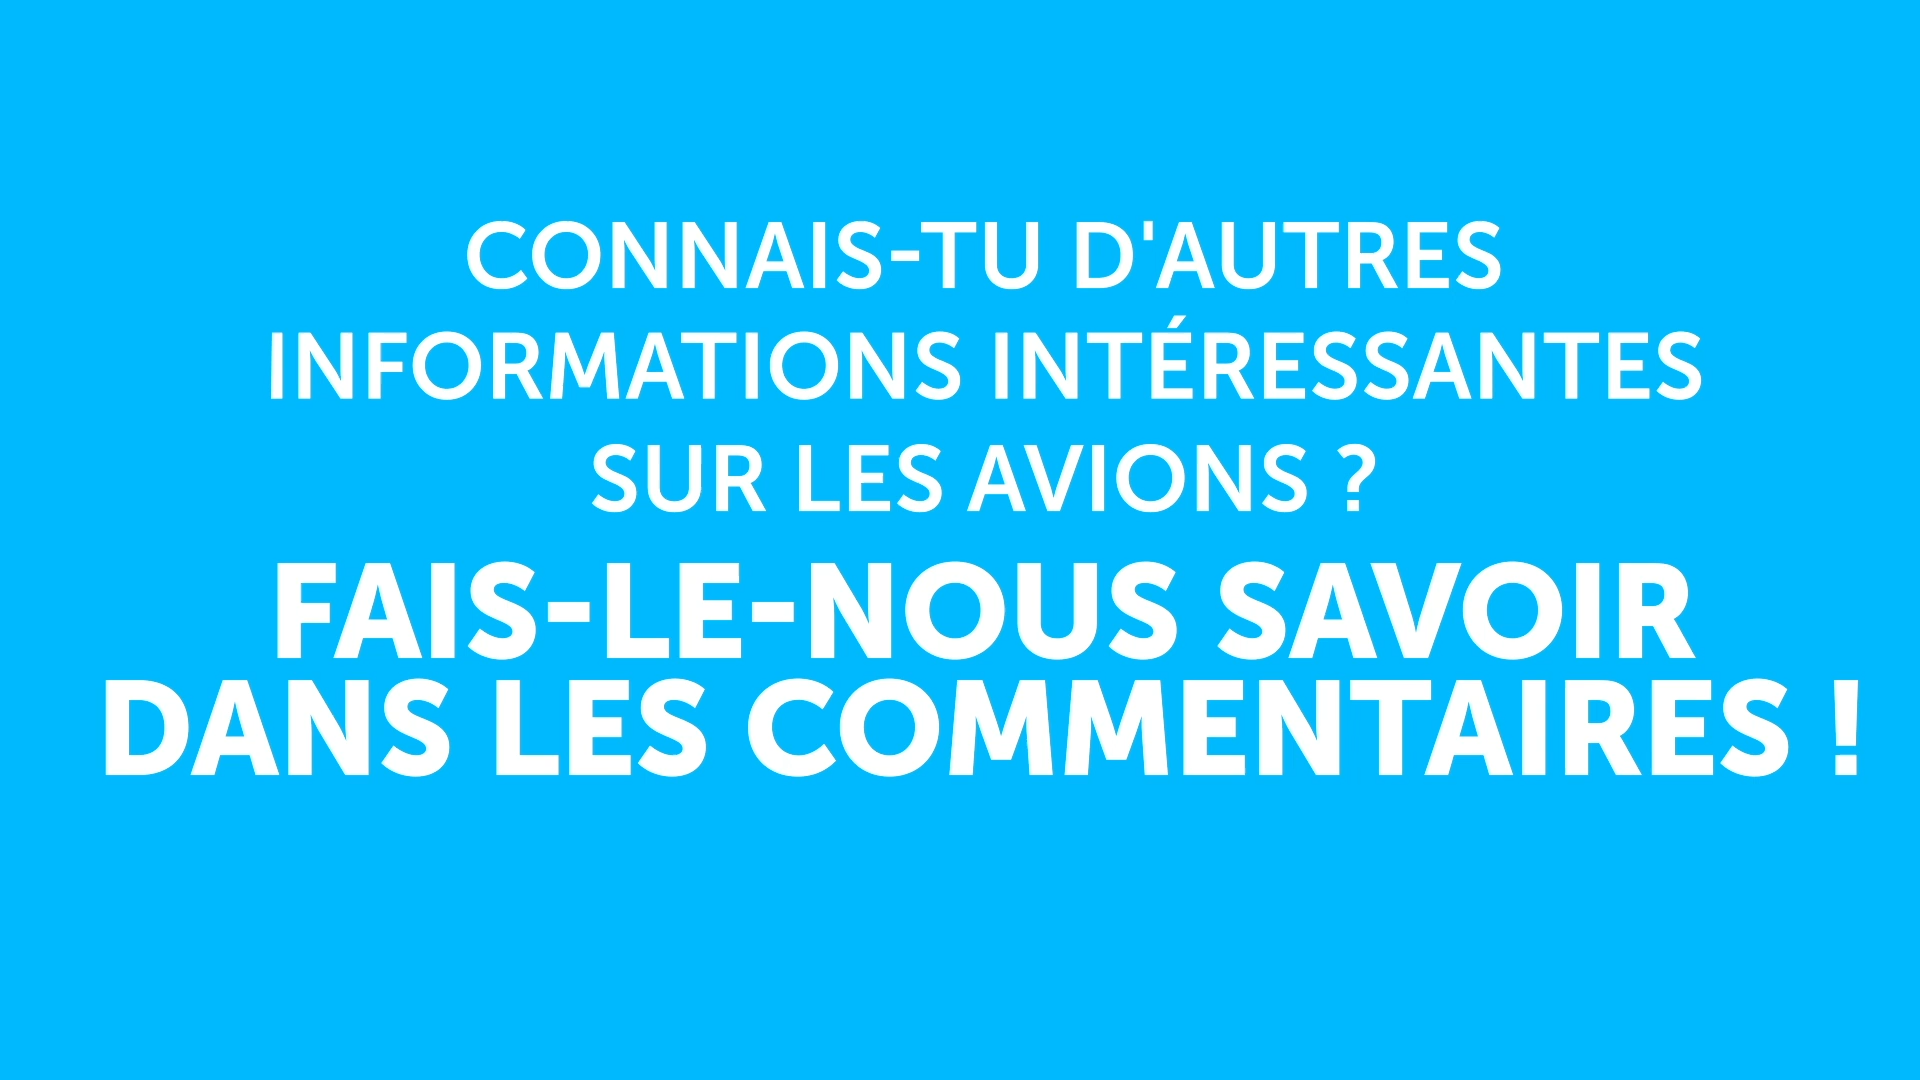 CONNAIS-TU D'AUTRES
INFORMATIONS INTÉRESSANTES
SUR LES AVIONS ?
FAIS-LE-NOUS SAVOIR
DANS LES COMMENTAIRES !